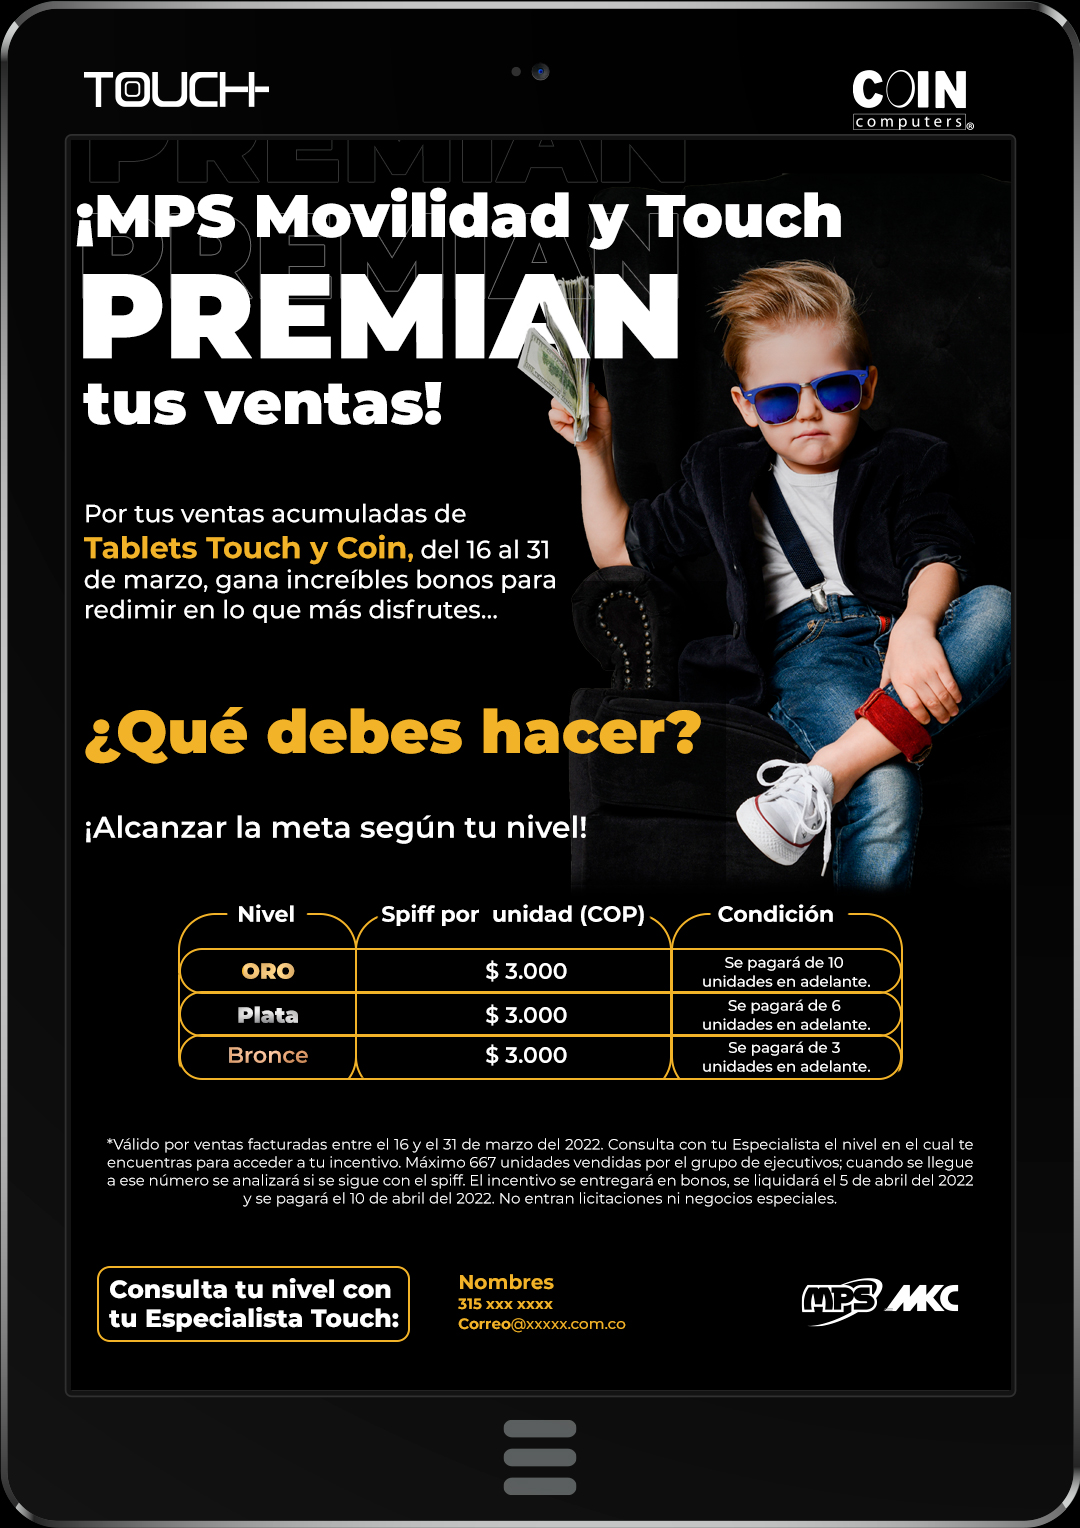 TOUCH+
COIN
computers®
PREMIAN
¡MPS Movilidad y Touch
PREMIAN
PREMIAN
tus ventas!
Por tus ventas acumuladas de
Tablets Touch y Coin, del 16 al 31
de marzo, gana increíbles bonos para
redimir en lo que más disfrutes...
¿Qué debes hacer?
¡Alcanzar la meta según tu nivel!
Nivel Spiff por unidad (COP) Condición
ORO $ 3.000 Se pagará de 10
unidades en adelante.
Plata $ 3.000 Se pagará de 6
unidades en adelante.
Bronce $ 3.000 Se pagará de 3
unidades en adelante.
*Válido por ventas facturadas entre el 16 y el 31 de marzo del 2022. Consulta con tu Especialista el nivel en el cual te
encuentras para acceder a tu incentivo. Máximo 667 unidades vendidas por el grupo de ejecutivos; cuando se llegue
a ese número se analizará si se sigue con el spiff. El incentivo se entregará en bonos, se liquidará el 5 de abril del 2022
y se pagará el 10 de abril del 2022. No entran licitaciones ni negocios especiales.
Consulta tu nivel con
tu Especialista Touch:
Nombres
315 xxx xxxx
Correo@xxxxx.com.co
MPS MKC